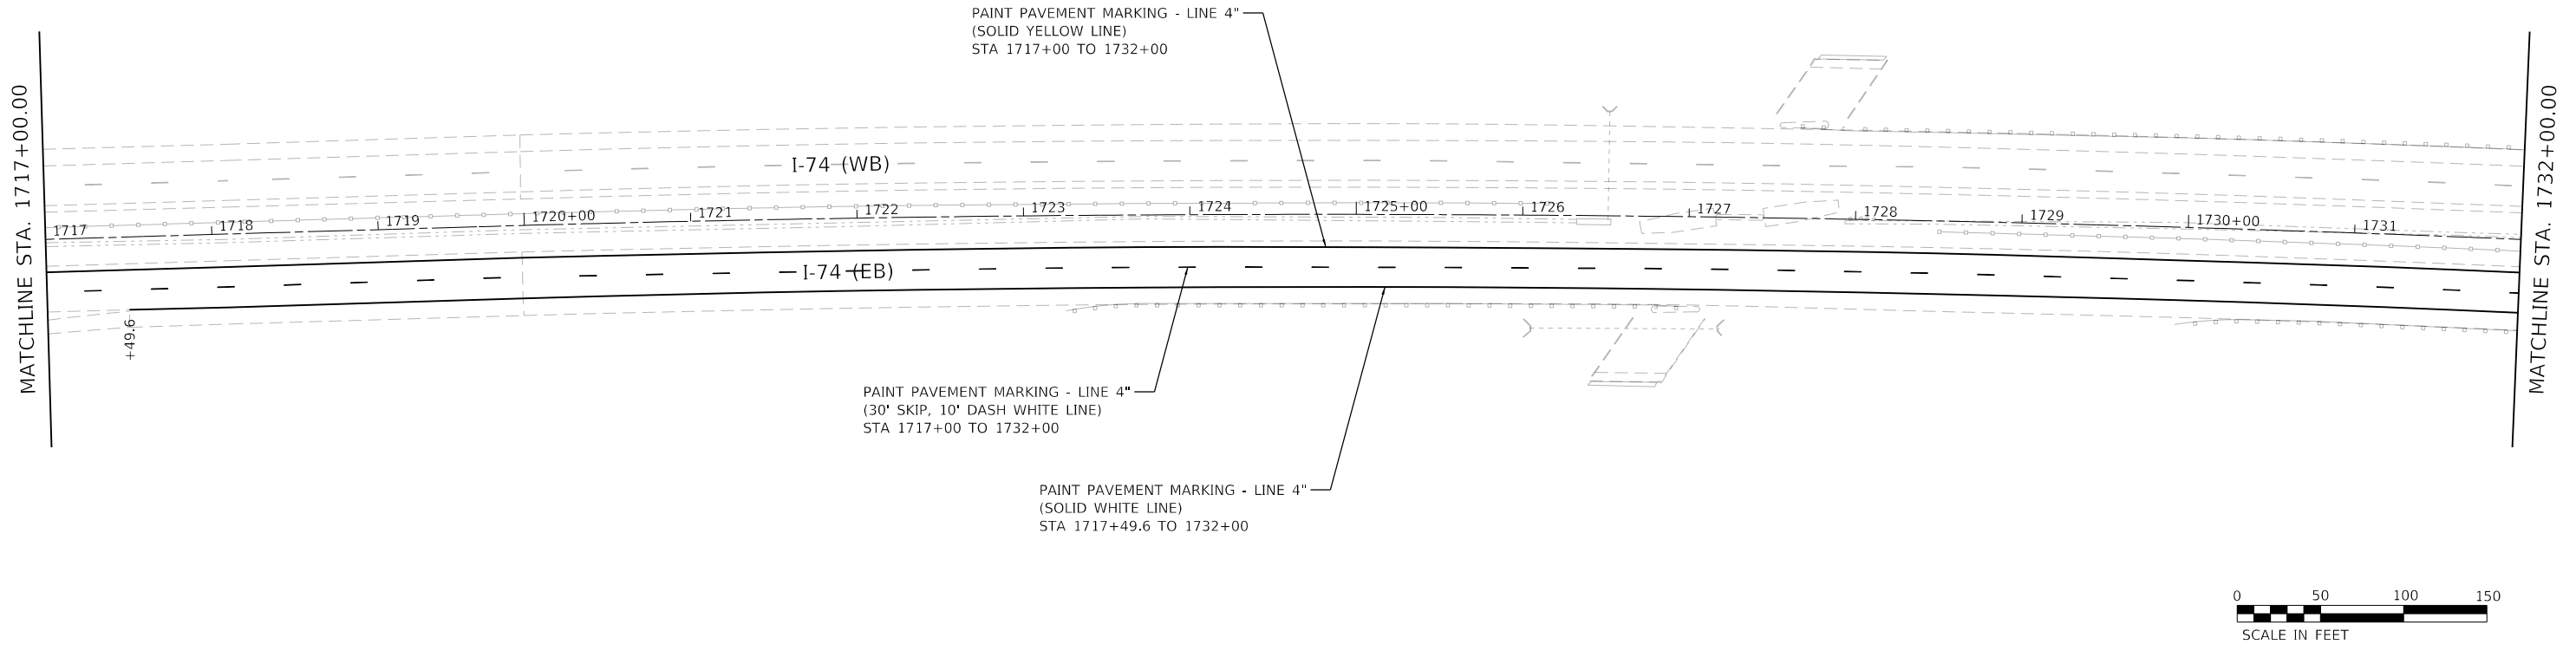 PAINT PAVEMENT MARKING - LINE 4"
(SOLID YELLOW LINE)
STA 1717+00 TO 1732+00
MATCHLINE STA. 1717+00.00
MATCHLINE STA. 1732+00.00
I-74 (WB)
1717
1718
1719
1720+00
1721
1722
1723
1724
1725+00
1726
1727
1728
1729
1730+00
1731
I-74 (EB)
+49.6
PAINT PAVEMENT MARKING - LINE 4"
(30' SKIP, 10' DASH WHITE LINE)
STA 1717+00 TO 1732+00
PAINT PAVEMENT MARKING - LINE 4"
(SOLID WHITE LINE)
STA 1717+49.6 TO 1732+00
0 50 100 150
SCALE IN FEET